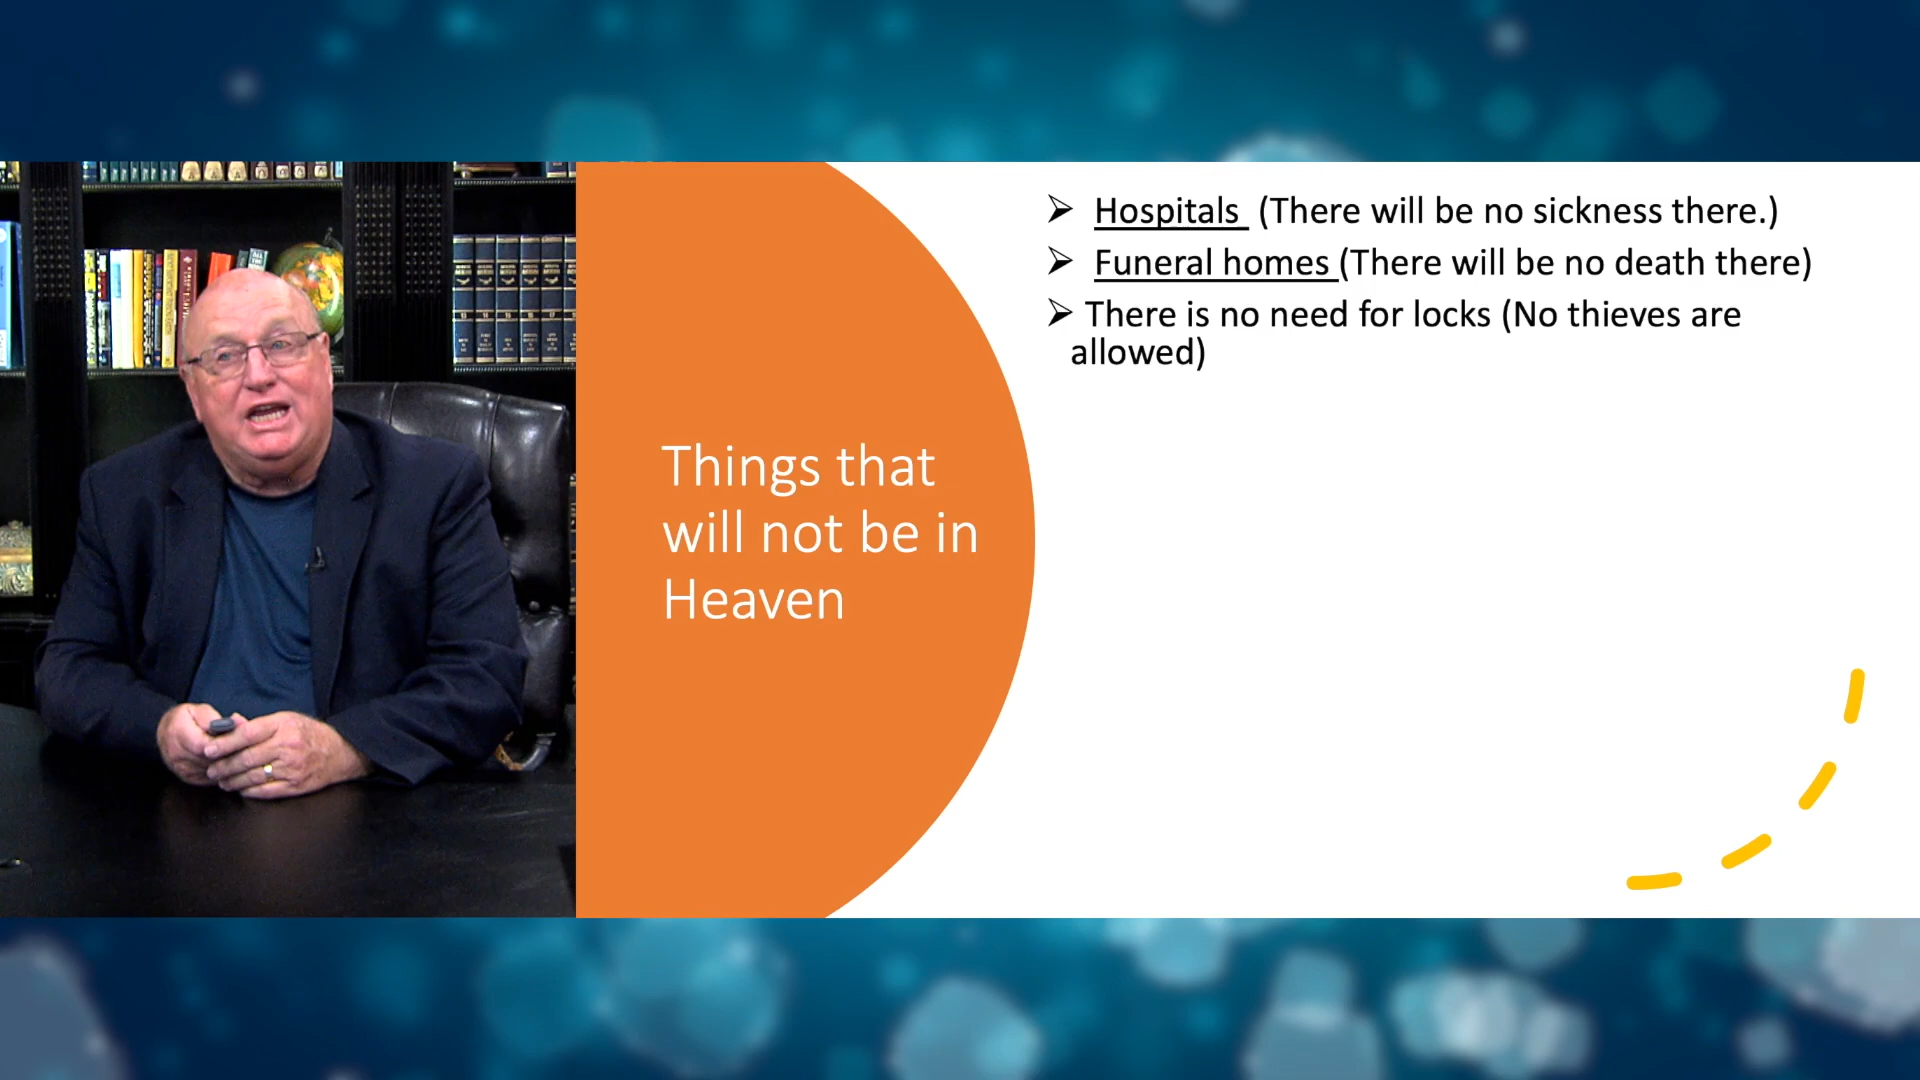 ➢ Hospitals (There will be no sickness there.)
➢ Funeral homes (There will be no death there)
➢ There is no need for locks (No thieves are
allowed)
Things that
will not be in
Heaven